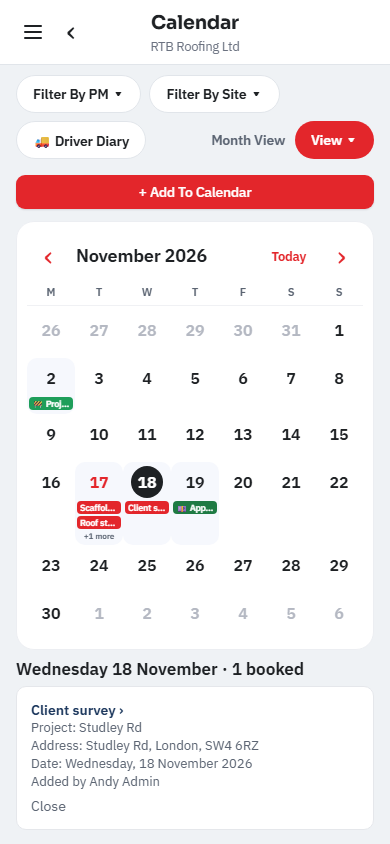 Calendar
RTB Roofing Ltd
Filter By PM
Filter By Site
Driver Diary
Month View
View
+ Add To Calendar
November 2026
Today
M T W T F S S
26 27 28 29 30 31 1
2 3 4 5 6 7 8
Proj...
9 10 11 12 13 14 15
16 17 18 19 20 21 22
Scaffol... Client s... App...
Roof st...
+1 more
23 24 25 26 27 28 29
30 1 2 3 4 5 6
Wednesday 18 November · 1 booked
Client survey ›
Project: Studley Rd
Address: Studley Rd, London, SW4 6RZ
Date: Wednesday, 18 November 2026
Added by Andy Admin
Close